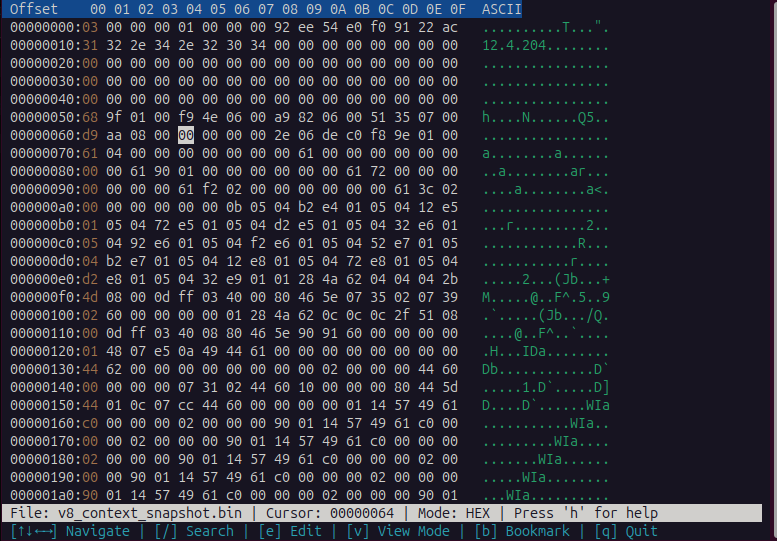 Offset 00 01 02 03 04 05 06 07 08 09 0A 0B 0C 0D 0E 0F ASCII
00000000:03 00 00 00 01 00 00 00 92 ee 54 e0 f0 91 22 ac ..........T...".
00000010:31 32 2e 34 2e 32 30 34 00 00 00 00 00 00 00 00 12.4.204........
00000020:00 00 00 00 00 00 00 00 00 00 00 00 00 00 00 00 ................
00000030:00 00 00 00 00 00 00 00 00 00 00 00 00 00 00 00 ................
00000040:00 00 00 00 00 00 00 00 00 00 00 00 00 00 00 00 ................
00000050:68 9f 01 00 f9 4e 06 00 a9 82 06 00 51 35 07 00 h....N......Q5..
00000060:d9 aa 08 00 00 00 00 00 2e 06 de c0 f8 9e 01 00 ................
00000070:61 04 00 00 00 00 00 00 00 61 00 00 00 00 00 00 a........a......
00000080:00 00 61 90 01 00 00 00 00 00 00 61 72 00 00 00 ..a........ar...
00000090:00 00 00 00 61 f2 02 00 00 00 00 00 00 61 3c 02 ....a........a<.
000000a0:00 00 00 00 00 00 0b 05 04 b2 e4 01 05 04 12 e5 ................
000000b0:01 05 04 72 e5 01 05 04 d2 e5 01 05 04 32 e6 01 ...r.........2..
000000c0:05 04 92 e6 01 05 04 f2 e6 01 05 04 52 e7 01 05 ............R...
000000d0:04 b2 e7 01 05 04 12 e8 01 05 04 72 e8 01 05 04 ...........r....
000000e0:d2 e8 01 05 04 32 e9 01 01 28 4a 62 04 04 04 2b .....2...(Jb...+
000000f0:4d 08 00 0d ff 03 40 00 80 46 5e 07 35 02 07 39 M.....@..F^.5..9
00000100:02 60 00 00 00 00 01 28 4a 62 0c 0c 0c 2f 51 08 .`.....(Jb.../Q.
00000110:00 0d ff 03 40 08 80 46 5e 90 91 60 00 00 00 00 ....@..F^..`....
00000120:01 48 07 e5 0a 49 44 61 00 00 00 00 00 00 00 00 .H...IDa........
00000130:44 62 00 00 00 00 00 00 00 02 00 00 00 00 44 60 Db............D`
00000140:00 00 00 00 07 31 02 44 60 10 00 00 00 80 44 5d .....1.D`.....D]
00000150:44 01 0c 07 cc 44 60 00 00 00 00 01 14 57 49 61 D....D`......WIa
00000160:c0 00 00 00 02 00 00 00 90 01 14 57 49 61 c0 00 ...........WIa..
00000170:00 00 02 00 00 00 90 01 14 57 49 61 c0 00 00 00 .........WIa....
00000180:02 00 00 00 90 01 14 57 49 61 c0 00 00 00 02 00 .......WIa......
00000190:00 00 90 01 14 57 49 61 c0 00 00 00 02 00 00 00 .....WIa........
000001a0:90 01 14 57 49 61 c0 00 00 00 02 00 00 00 90 01 ...WIa..........
File: v8_context_snapshot.bin | Cursor: 00000064 | Mode: HEX | Press 'h' for help
[↑↓←→] Navigate | [/] Search | [e] Edit | [v] View Mode | [b] Bookmark | [q] Quit